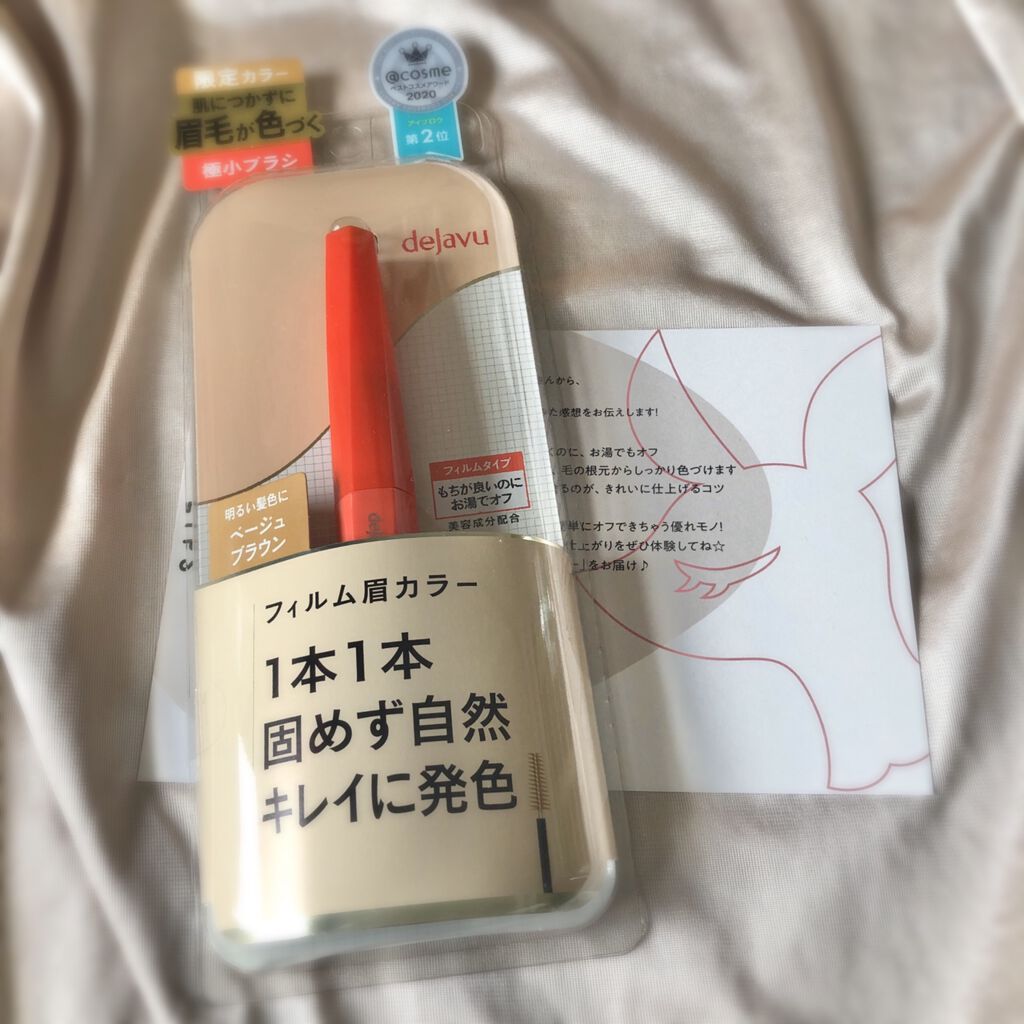 限定カラー
肌につかずに
眉毛が色づく
極小ブラシ
@cosme
ベストコスメアワード
2020
アイブロウ
第2位
dejavu
フィルムタイプ
もちが良いのに
お湯でオフ
美容成分配合
明るい髪色に
ベージュ
ブラウン
フィルム眉カラー
1本1本
固めず自然
キレイに発色
さんから、
た感想をお伝えします!
のに、お湯でもオフ
毛の根元からしっかり色づけます
るのが、きれいに仕上げるコツ
単にオフできちゃう優れモノ!
仕上がりをぜひ体験してね☆
をお届け♪
LIPS